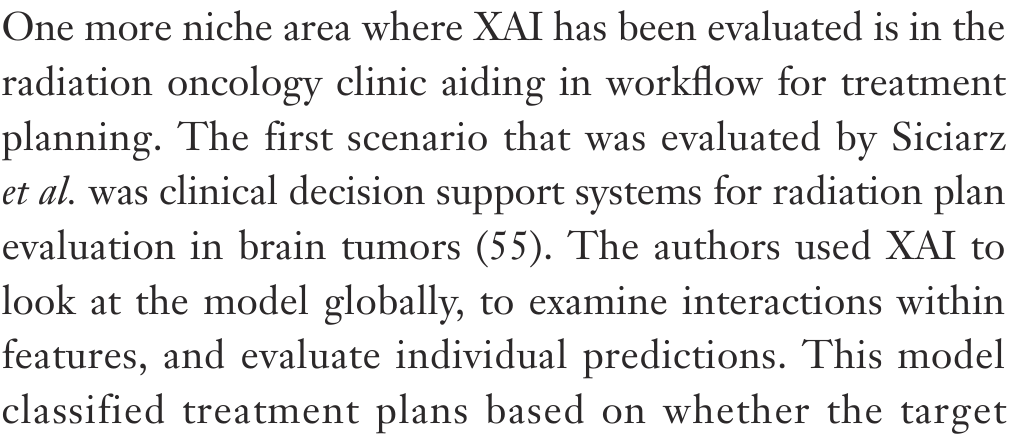 One more niche area where XAI has been evaluated is in the
radiation oncology clinic aiding in workflow for treatment
planning. The first scenario that was evaluated by Siciarz
et al. was clinical decision support systems for radiation plan
evaluation in brain tumors (55). The authors used XAI to
look at the model globally, to examine interactions within
features, and evaluate individual predictions. This model
classified treatment plans based on whether the target